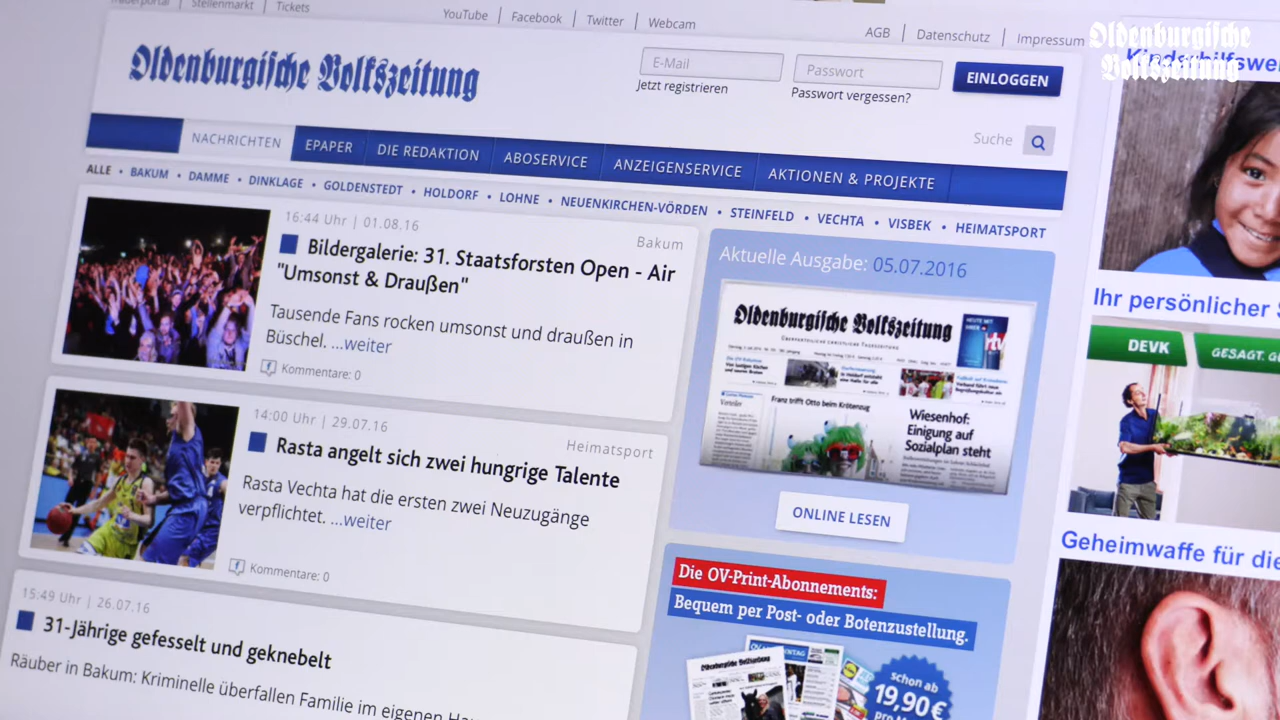 Stellenmarkt | Tickets
YouTube | Facebook | Twitter | Webcam
AGB | Datenschutz | Impressum
Oldenburgische Volkszeitung
E-Mail
Passwort
EINLOGGEN
Jetzt registrieren
Passwort vergessen?
Oldenburgische
Volkszeitung
Suche
NACHRICHTEN
EPAPER
DIE REDAKTION
ABOSERVICE
ANZEIGENSERVICE
AKTIONEN & PROJEKTE
ALLE • BAKUM • DAMME • DINKLAGE • GOLDENSTEDT • HOLDORF • LOHNE • NEUENKIRCHEN-VÖRDEN • STEINFELD • VECHTA • VISBEK • HEIMATSPORT
16:44 Uhr | 01.08.16
Bakum
Bildergalerie: 31. Staatsforsten Open - Air
"Umsonst & Draußen"
Tausende Fans rocken umsonst und draußen in
Büschel. ...weiter
Kommentare: 0
14:00 Uhr | 29.07.16
Heimatsport
Rasta angelt sich zwei hungrige Talente
Rasta Vechta hat die ersten zwei Neuzugänge
verpflichtet. ...weiter
Kommentare: 0
15:49 Uhr | 26.07.16
31-Jährige gefesselt und geknebelt
Räuber in Bakum: Kriminelle überfallen Familie im eigenen
Aktuelle Ausgabe: 05.07.2016
Oldenburgische Volkszeitung
HEUTE MIT
tv
Franz trifft Otto beim Krötenzug
Wiesenhof:
Einigung auf
Sozialplan steht
ONLINE LESEN
Die OV-Print-Abonnements:
Bequem per Post- oder Botenzustellung.
Oldenburgische Volkszeitung
schon ab
19,90€
Ihr persönlicher
DEVK
GESAGT.
Geheimwaffe für die